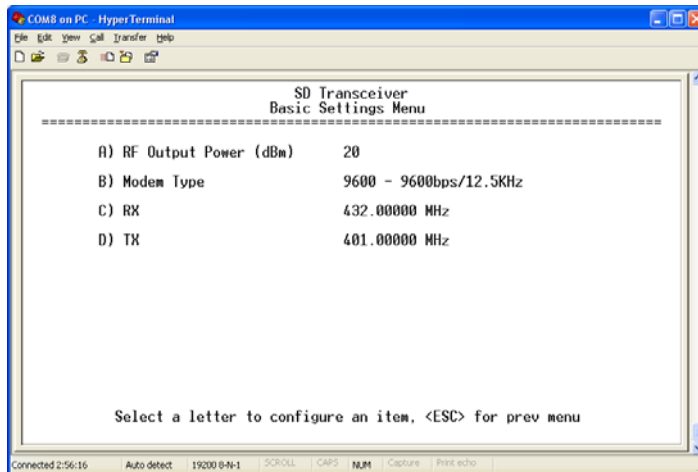 COM8 on PC - HyperTerminal
File Edit View Call Transfer Help
SD Transceiver
Basic Settings Menu
================================================================================
A) RF Output Power (dBm) 20
B) Modem Type 9600 - 9600bps/12.5KHz
C) RX 432.00000 MHz
D) TX 401.00000 MHz
Select a letter to configure an item, <ESC> for prev menu
Connected 2:56:16 Auto detect 19200 8-N-1 SCROLL CAPS NUM Capture Print echo